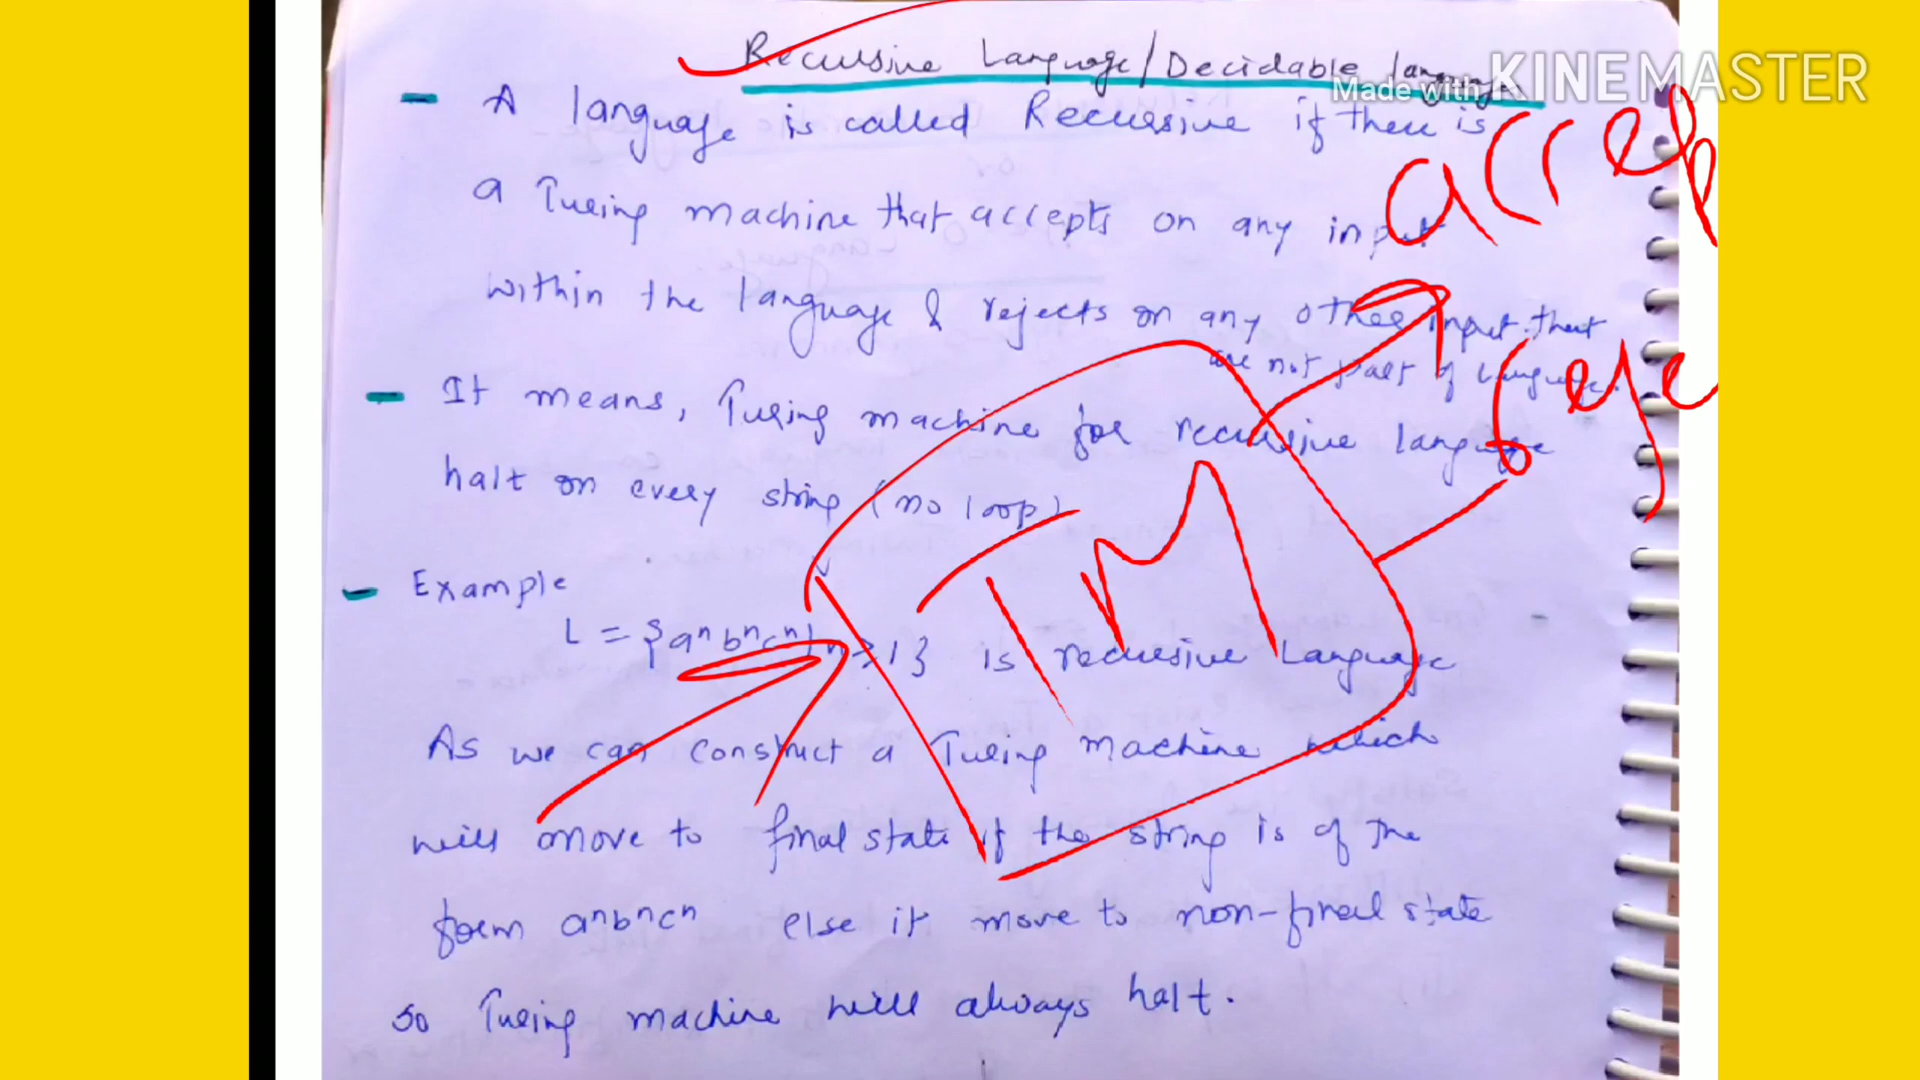 Recursive Language/Decidable language
Made with KINEMASTER
- A language is called Recursive if there is
a Turing machine that accepts on any input
within the language & rejects on any other input that
are not part of language.
- It means, Turing machine for recursive language
halt on every string (no loop)
- Example
L = {aⁿbⁿcⁿ | n ≥ 1} is recursive Language
As we can construct a Turing machine which
will move to final state if the string is of the
form aⁿbⁿcⁿ else it move to non-final state
so Turing machine will always halt.
accep
reje
TM